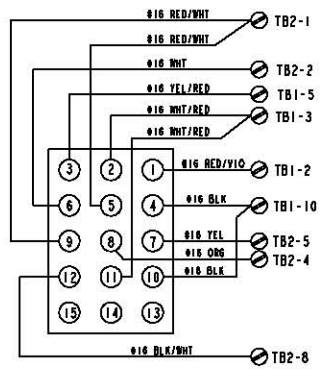 #16 RED/WHT
TB2-1
#16 RED/WHT
#16 WHT
TB2-2
#16 YEL/RED
TB1-5
#16 WHT/RED
TB1-3
#16 WHT/RED
3 2 1
#16 RED/VIO
TB1-2
6 5 4
#16 BLK
TB1-10
9 8 7
#16 YEL
TB2-5
#16 ORG
TB2-4
12 11 10
#16 BLK
15 14 13
#16 BLK/WHT
TB2-8